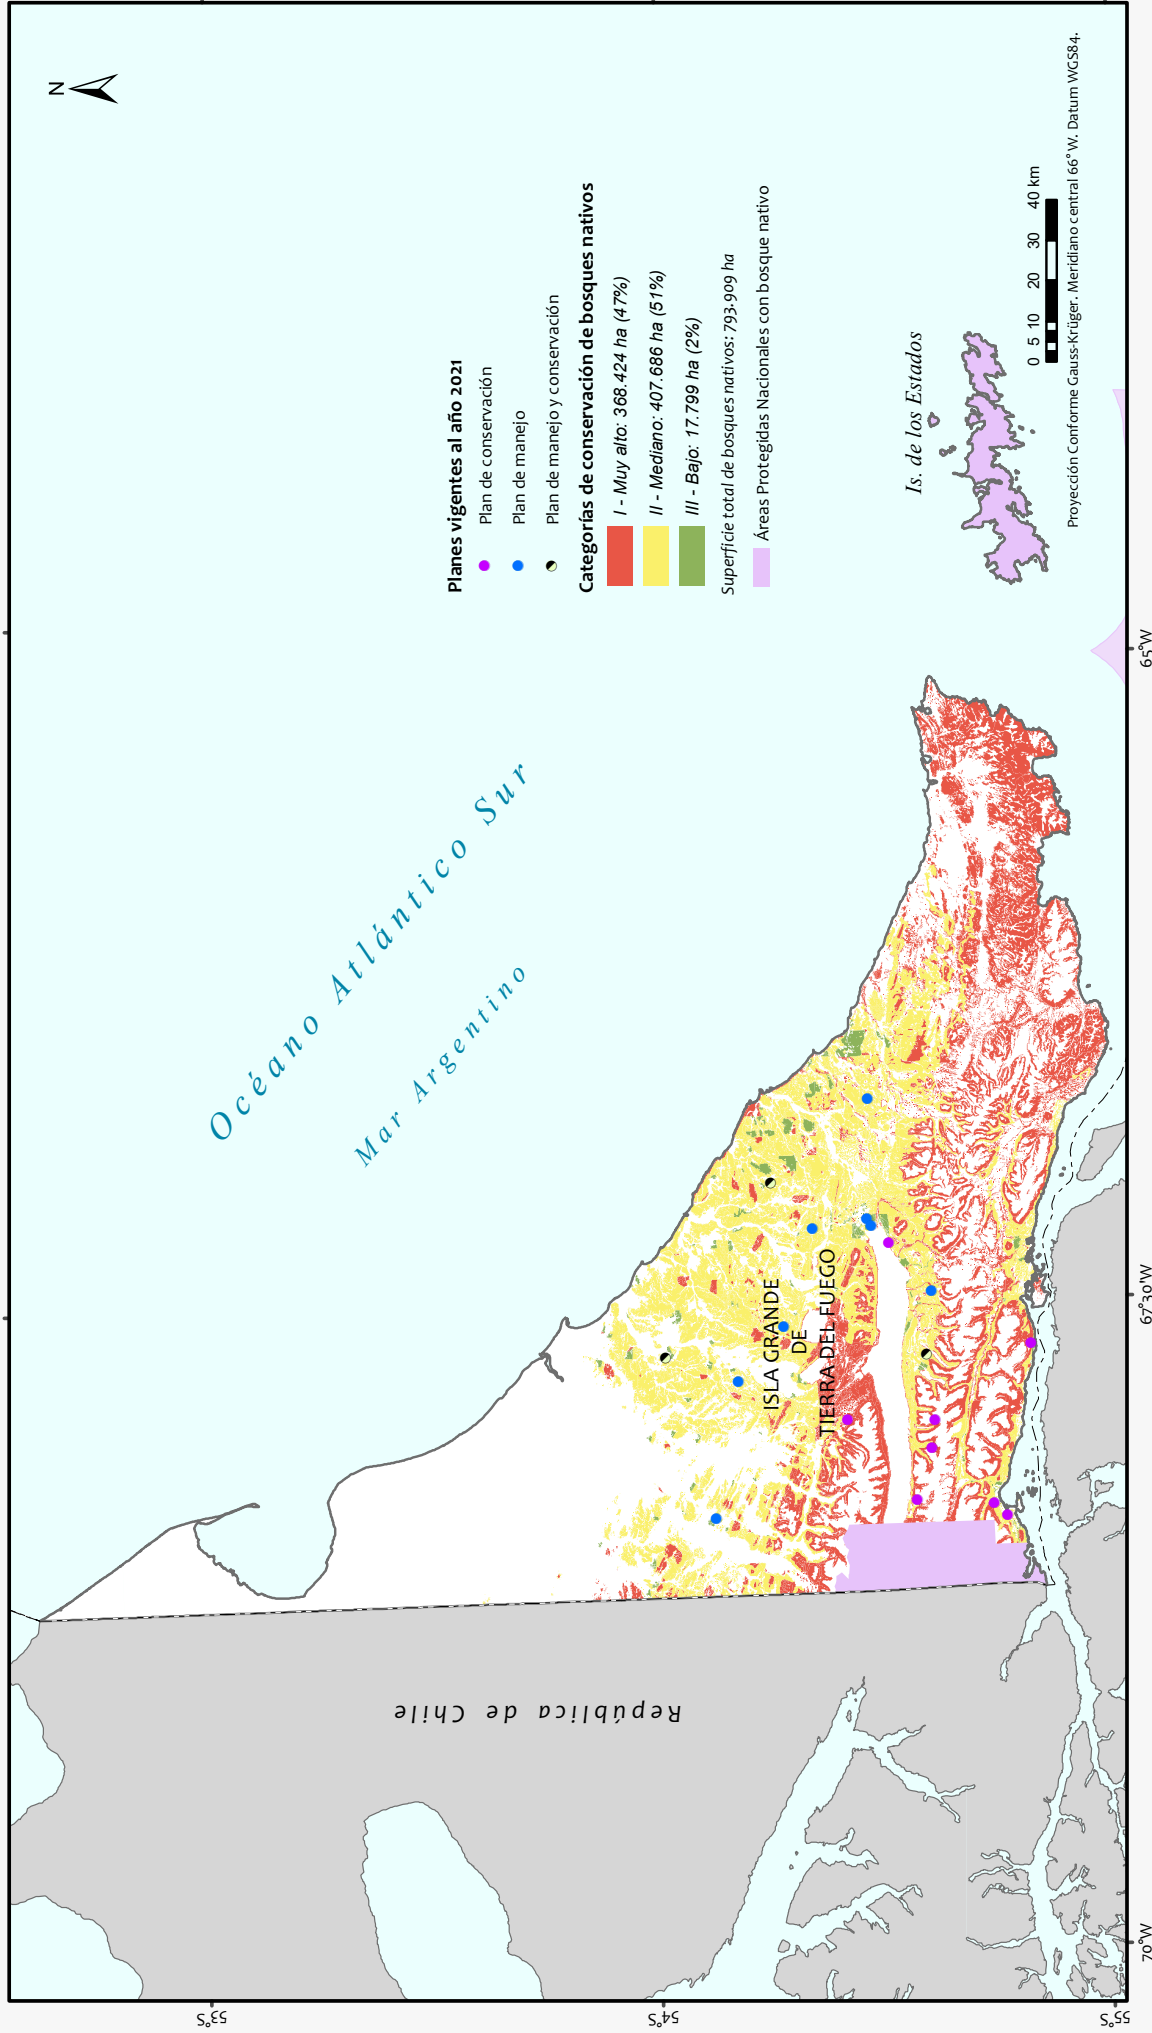 N
Océano Atlántico Sur
Mar Argentino
Planes vigentes al año 2021
Plan de conservación
Plan de manejo
Plan de manejo y conservación
Categorías de conservación de bosques nativos
I - Muy alto: 368.424 ha (47%)
II - Mediano: 407.686 ha (51%)
III - Bajo: 17.799 ha (2%)
Superficie total de bosques nativos: 793.909 ha
Áreas Protegidas Nacionales con bosque nativo
República de Chile
ISLA GRANDE
DE
TIERRA DEL FUEGO
Is. de los Estados
0 5 10 20 30 40 km
Proyección Conforme Gauss-Krüger. Meridiano central 66° W. Datum WGS84.
53°S
54°S
55°S
70°W
67°30'W
65°W